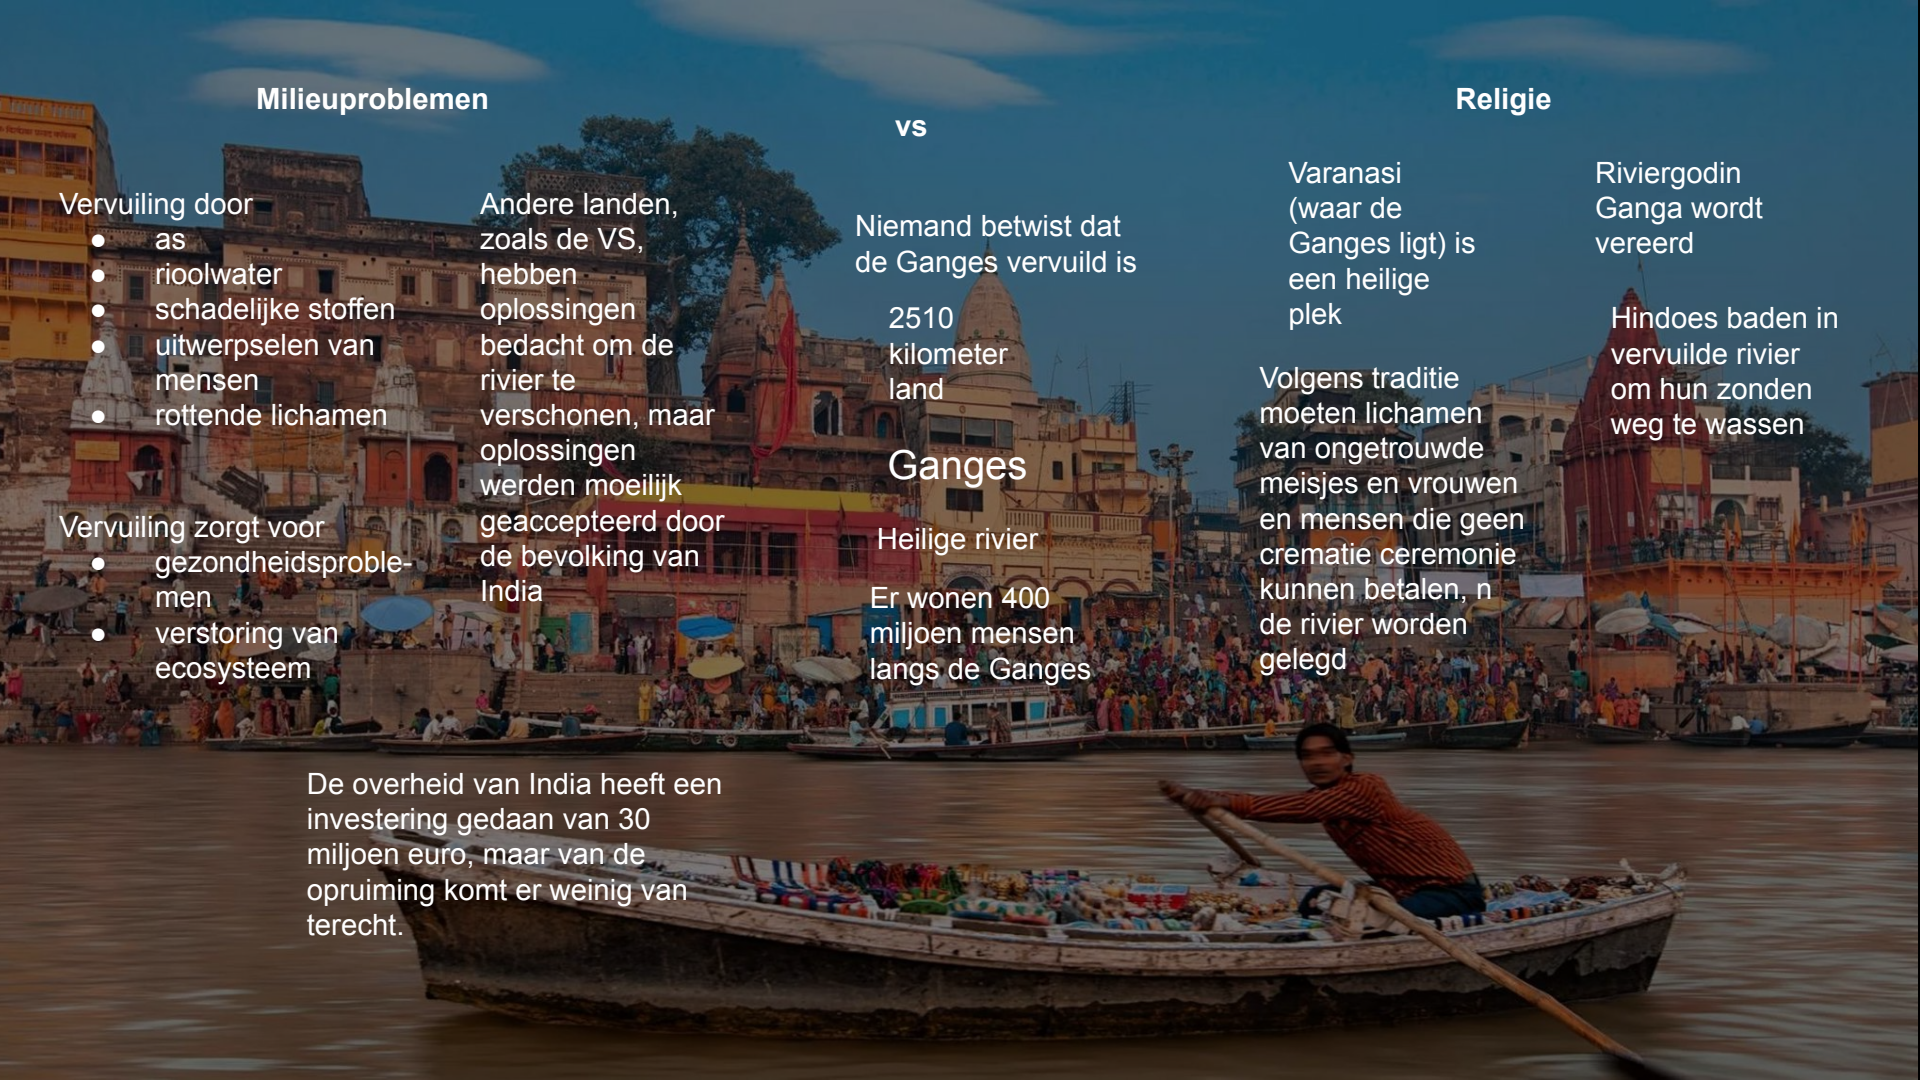 Milieuproblemen
vs
Religie
Vervuiling door
● as
● rioolwater
● schadelijke stoffen
● uitwerpselen van
mensen
● rottende lichamen
Vervuiling zorgt voor
● gezondheidsproble-
men
● verstoring van
ecosysteem
Andere landen,
zoals de VS,
hebben
oplossingen
bedacht om de
rivier te
verschonen, maar
oplossingen
werden moeilijk
geaccepteerd door
de bevolking van
India
De overheid van India heeft een
investering gedaan van 30
miljoen euro, maar van de
opruiming komt er weinig van
terecht.
Niemand betwist dat
de Ganges vervuild is
2510
kilometer
land
Ganges
Heilige rivier
Er wonen 400
miljoen mensen
langs de Ganges
Varanasi
(waar de
Ganges ligt) is
een heilige
plek
Volgens traditie
moeten lichamen
van ongetrouwde
meisjes en vrouwen
en mensen die geen
crematie ceremonie
kunnen betalen, n
de rivier worden
gelegd
Riviergodin
Ganga wordt
vereerd
Hindoes baden in
vervuilde rivier
om hun zonden
weg te wassen